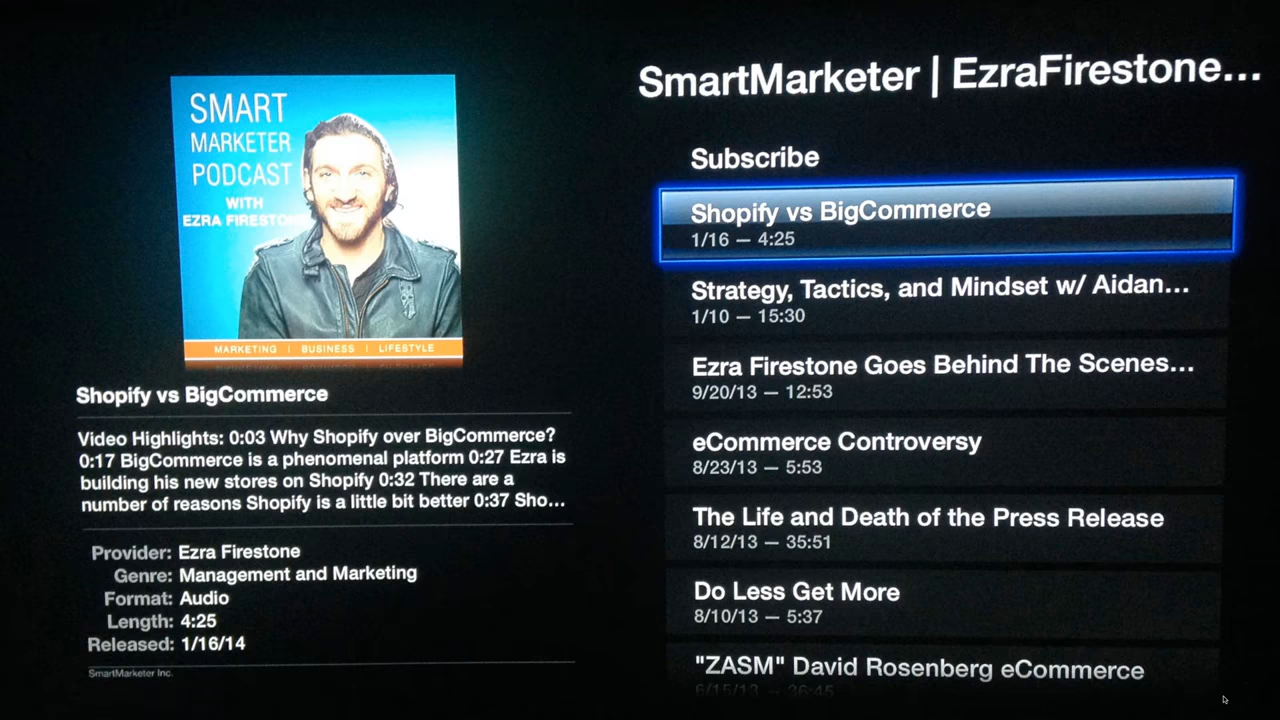 SMART
MARKETER
PODCAST
WITH
EZRA FIRESTONE
MARKETING | BUSINESS | LIFESTYLE
Shopify vs BigCommerce
Video Highlights: 0:03 Why Shopify over BigCommerce?
0:17 BigCommerce is a phenomenal platform 0:27 Ezra is
building his new stores on Shopify 0:32 There are a
number of reasons Shopify is a little bit better 0:37 Sho...
Provider: Ezra Firestone
Genre: Management and Marketing
Format: Audio
Length: 4:25
Released: 1/16/14
SmartMarketer Inc.
SmartMarketer | EzraFirestone...
Subscribe
Shopify vs BigCommerce
1/16 — 4:25
Strategy, Tactics, and Mindset w/ Aidan...
1/10 — 15:30
Ezra Firestone Goes Behind The Scenes...
9/20/13 — 12:53
eCommerce Controversy
8/23/13 — 5:53
The Life and Death of the Press Release
8/12/13 — 35:51
Do Less Get More
8/10/13 — 5:37
"ZASM" David Rosenberg eCommerce
6/15/13 — 26:45